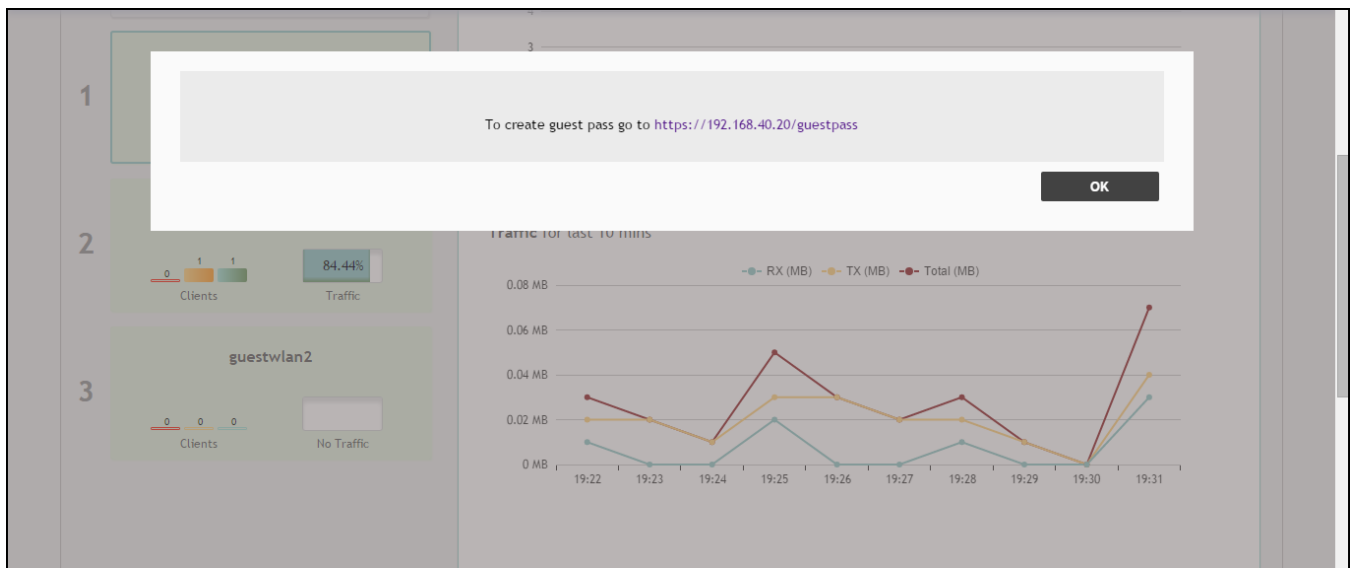 4
3
1
To create guest pass go to https://192.168.40.20/guestpass
OK
2
0 1 1
Clients
84.44%
Traffic
guestwlan2
3
0 0 0
Clients
No Traffic
Traffic for last 10 mins
RX (MB) TX (MB) Total (MB)
0.08 MB
0.06 MB
0.04 MB
0.02 MB
0 MB
19:22 19:23 19:24 19:25 19:26 19:27 19:28 19:29 19:30 19:31